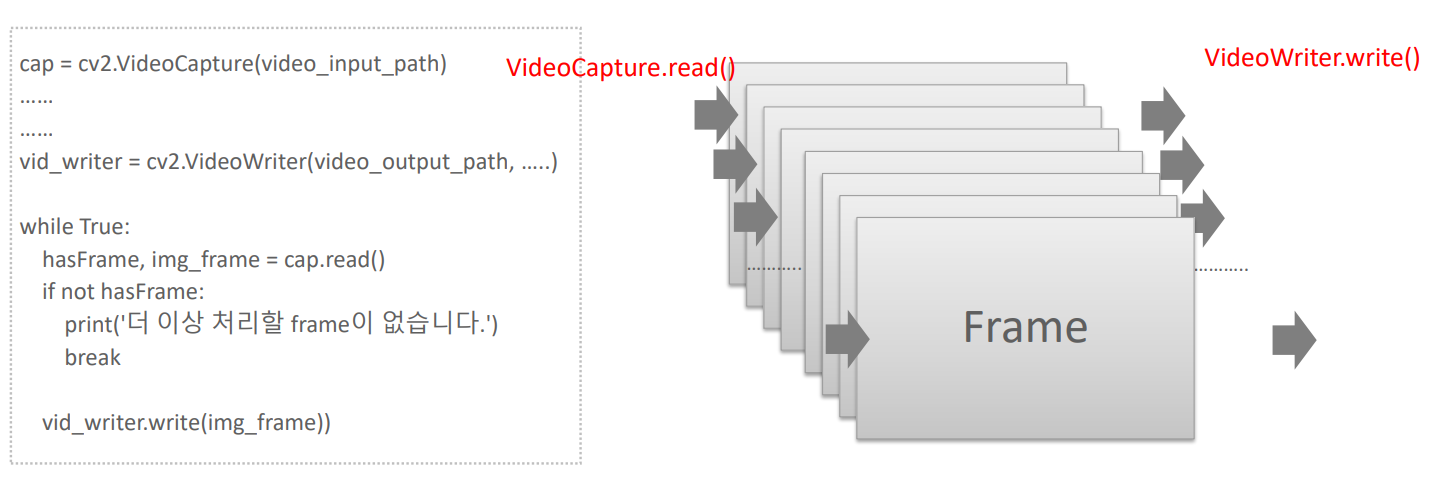 cap = cv2.VideoCapture(video_input_path)
……
……
vid_writer = cv2.VideoWriter(video_output_path, …..)
while True:
hasFrame, img_frame = cap.read()
if not hasFrame:
print('더 이상 처리할 frame이 없습니다.')
break
vid_writer.write(img_frame))
VideoCapture.read()
VideoWriter.write()
………..
Frame
………..